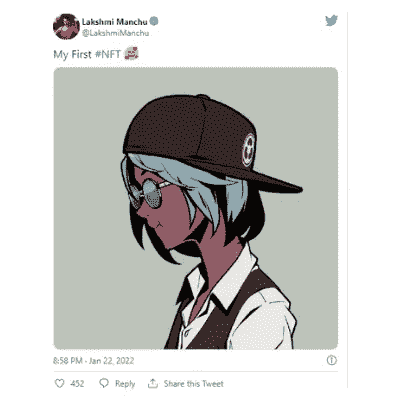 Lakshmi Manchu
@LakshmiManchu
My First #NFT
8:58 PM · Jan 22, 2022
452 Reply Share this Tweet